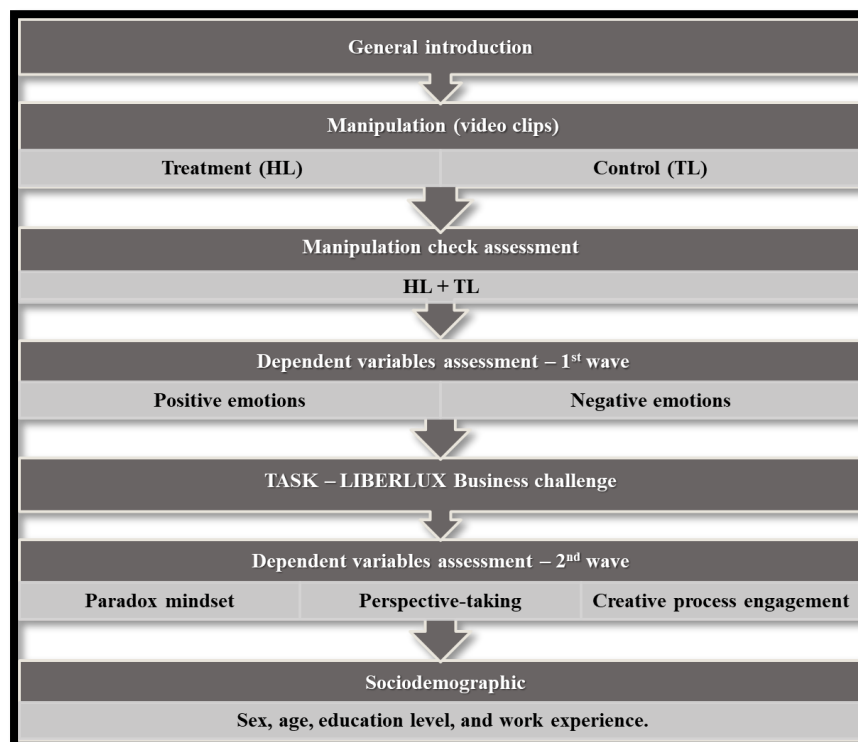 General introduction
Manipulation (video clips)
Treatment (HL) Control (TL)
Manipulation check assessment
HL + TL
Dependent variables assessment – 1st wave
Positive emotions Negative emotions
TASK – LIBERLUX Business challenge
Dependent variables assessment – 2nd wave
Paradox mindset Perspective-taking Creative process engagement
Sociodemographic
Sex, age, education level, and work experience.